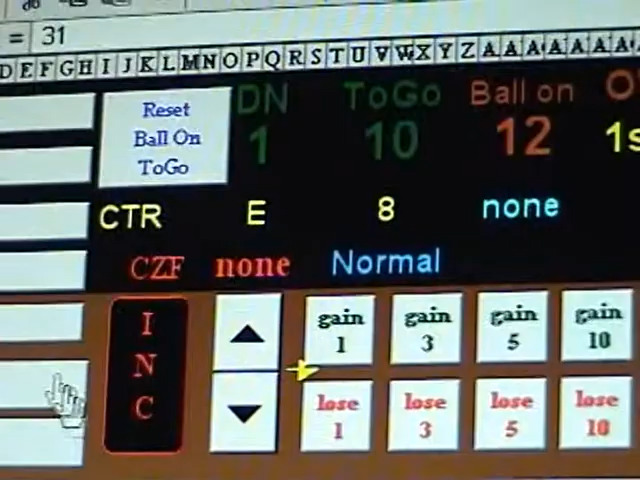 = 31
D E F G H I J K L M N O P Q R S T U V W X Y Z A A A A A A A
Reset
Ball On
ToGo
DN ToGo Ball on
1 10 12 1s
CTR E 8 none
CZF none Normal
INC
gain 1 gain 3 gain 5 gain 10
lose 1 lose 3 lose 5 lose 10